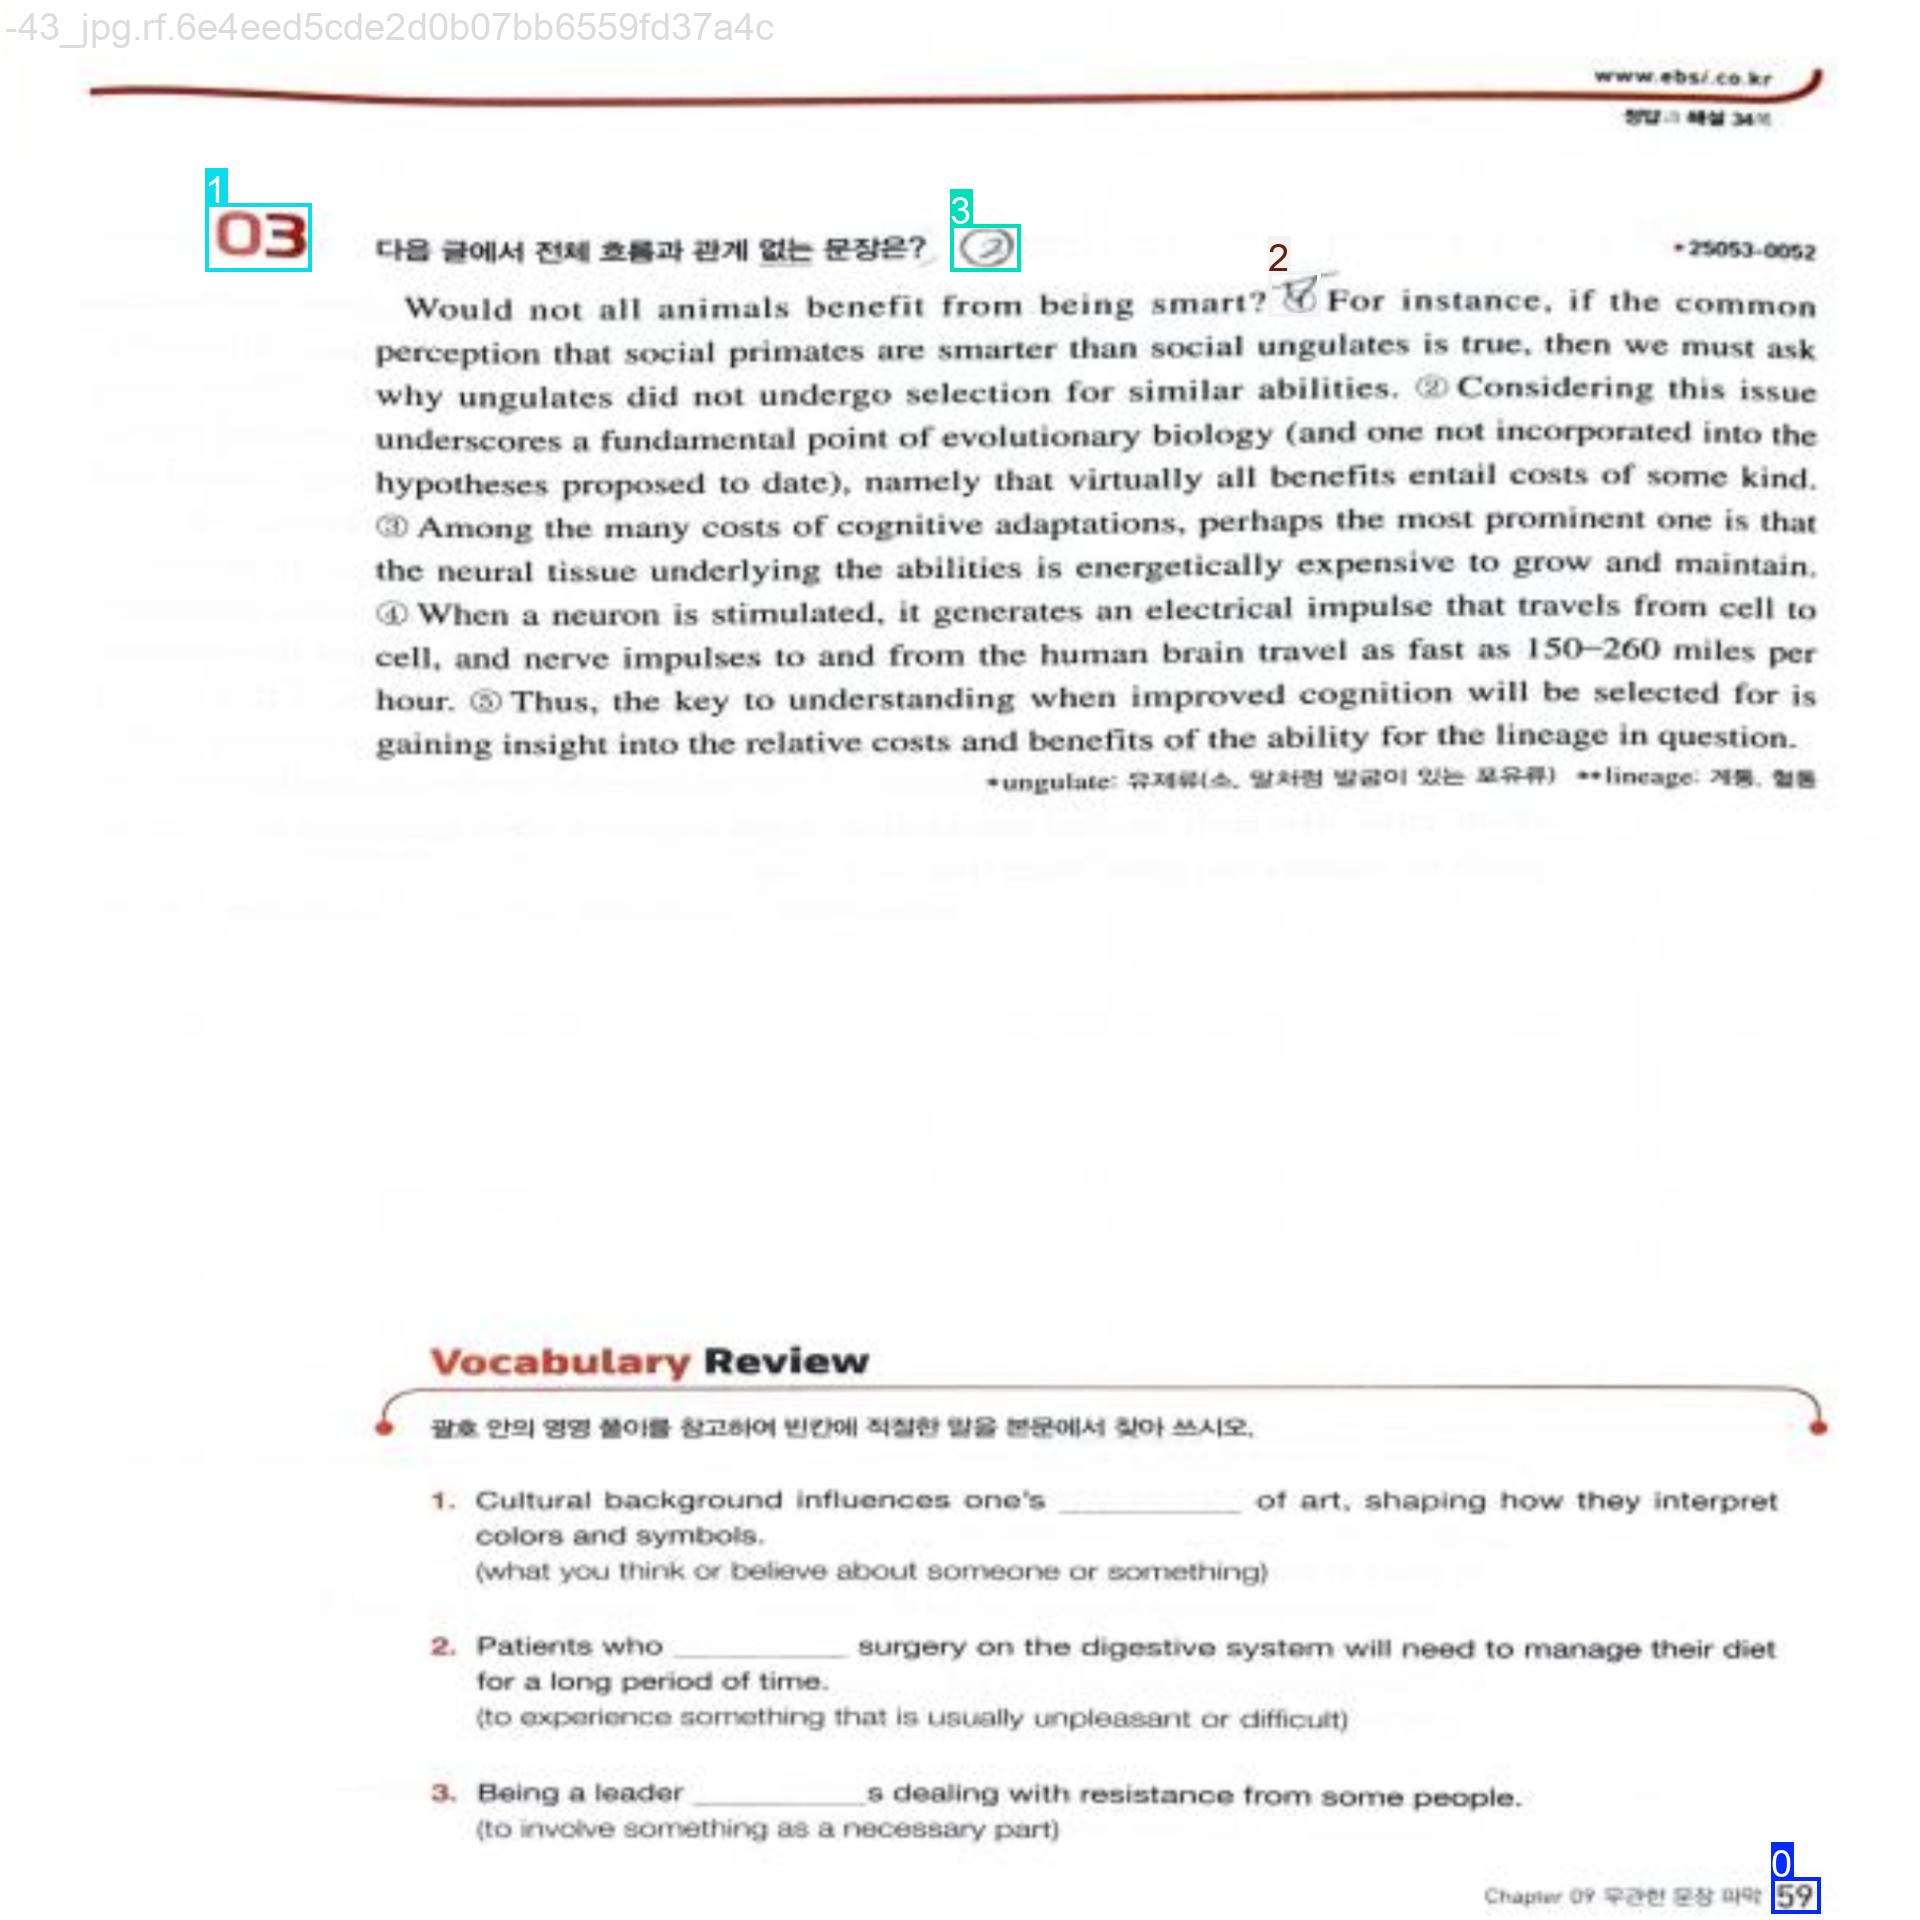 -43_jpg.rf.6e4eed5cde2d0b07bb6559fd37a4c
www.ebsi.co.kr
정답과 해설 34쪽
1
03
다음 글에서 전체 흐름과 관계 없는 문장은?
3
②
•25053-0052
2
Would not all animals benefit from being smart? ① For instance, if the common
perception that social primates are smarter than social ungulates is true, then we must ask
why ungulates did not undergo selection for similar abilities. ② Considering this issue
underscores a fundamental point of evolutionary biology (and one not incorporated into the
hypotheses proposed to date), namely that virtually all benefits entail costs of some kind.
③ Among the many costs of cognitive adaptations, perhaps the most prominent one is that
the neural tissue underlying the abilities is energetically expensive to grow and maintain.
④ When a neuron is stimulated, it generates an electrical impulse that travels from cell to
cell, and nerve impulses to and from the human brain travel as fast as 150–260 miles per
hour. ⑤ Thus, the key to understanding when improved cognition will be selected for is
gaining insight into the relative costs and benefits of the ability for the lineage in question.
*ungulate: 유제류(소, 말처럼 발굽이 있는 포유류) **lineage: 계통, 혈통
Vocabulary Review
괄호 안의 영영 풀이를 참고하여 빈칸에 적절한 말을 본문에서 찾아 쓰시오.
1. Cultural background influences one's __________ of art, shaping how they interpret
colors and symbols.
(what you think or believe about someone or something)
2. Patients who __________ surgery on the digestive system will need to manage their diet
for a long period of time.
(to experience something that is usually unpleasant or difficult)
3. Being a leader __________s dealing with resistance from some people.
(to involve something as a necessary part)
0
Chapter 09 무관한 문장 파악 59